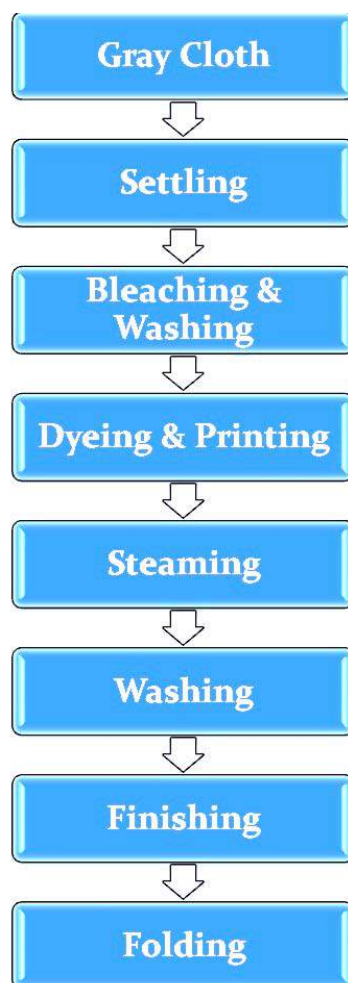 Gray Cloth
Settling
Bleaching &
Washing
Dyeing & Printing
Steaming
Washing
Finishing
Folding